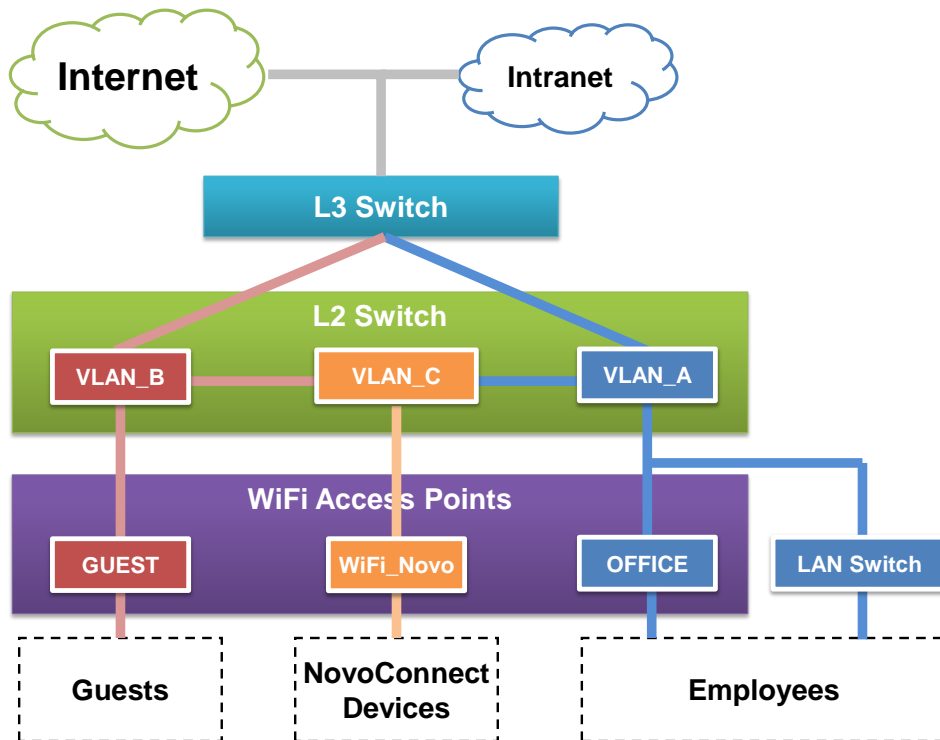 Internet
Intranet
L3 Switch
L2 Switch
VLAN_B
VLAN_C
VLAN_A
WiFi Access Points
GUEST
WiFi_Novo
OFFICE
LAN Switch
Guests
NovoConnect
Devices
Employees